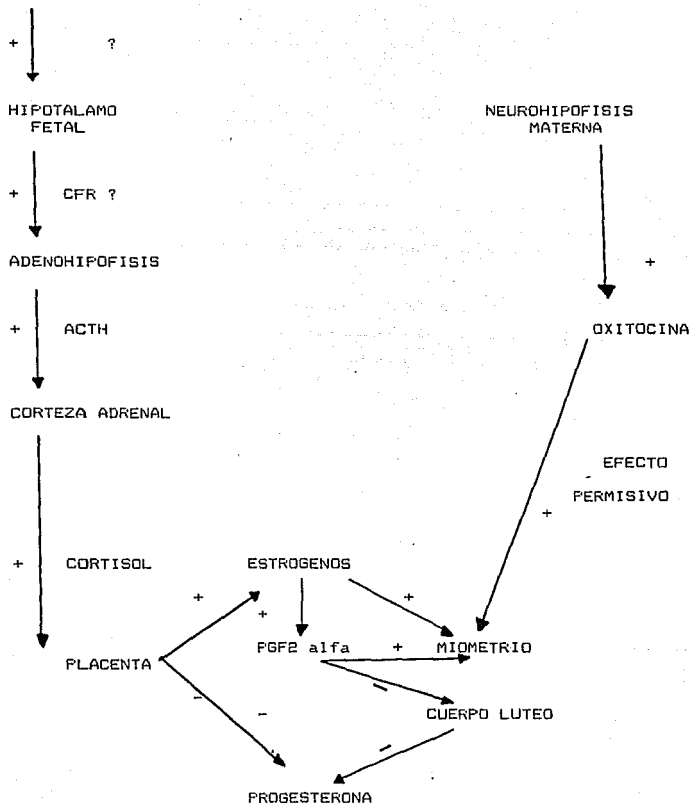 + ?
HIPOTALAMO
FETAL
NEUROHIPOFISIS
MATERNA
+ CFR ?
ADENOHIPOFISIS
+
+ ACTH
OXITOCINA
CORTEZA ADRENAL
EFECTO
PERMISIVO
+
+ CORTISOL
ESTROGENOS
+ + +
PLACENTA
PGF2 alfa + MIOMETRIO
- - -
CUERPO LUTEO
-
PROGESTERONA